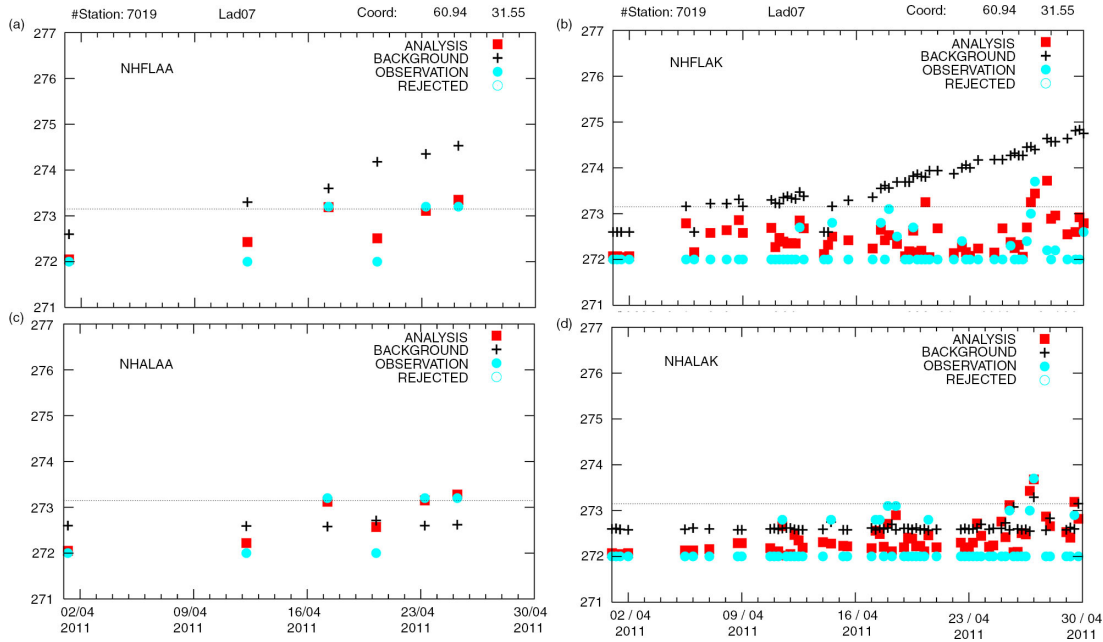 #Station: 7019 Lad07 Coord: 60.94 31.55
(a)
277
276
275
274
273
272
271
NHFLAA
ANALYSIS
BACKGROUND
OBSERVATION
REJECTED
#Station: 7019 Lad07 Coord: 60.94 31.55
(b)
277
276
275
274
273
272
271
NHFLAK
ANALYSIS
BACKGROUND
OBSERVATION
REJECTED
(c)
277
276
275
274
273
272
271
NHALAA
ANALYSIS
BACKGROUND
OBSERVATION
REJECTED
02/04 09/04 16/04 23/04 30/04
2011 2011 2011 2011 2011
(d)
277
276
275
274
273
272
271
NHALAK
ANALYSIS
BACKGROUND
OBSERVATION
REJECTED
02 / 04 09 / 04 16 / 04 23 / 04 30 / 04
2011 2011 2011 2011 2011